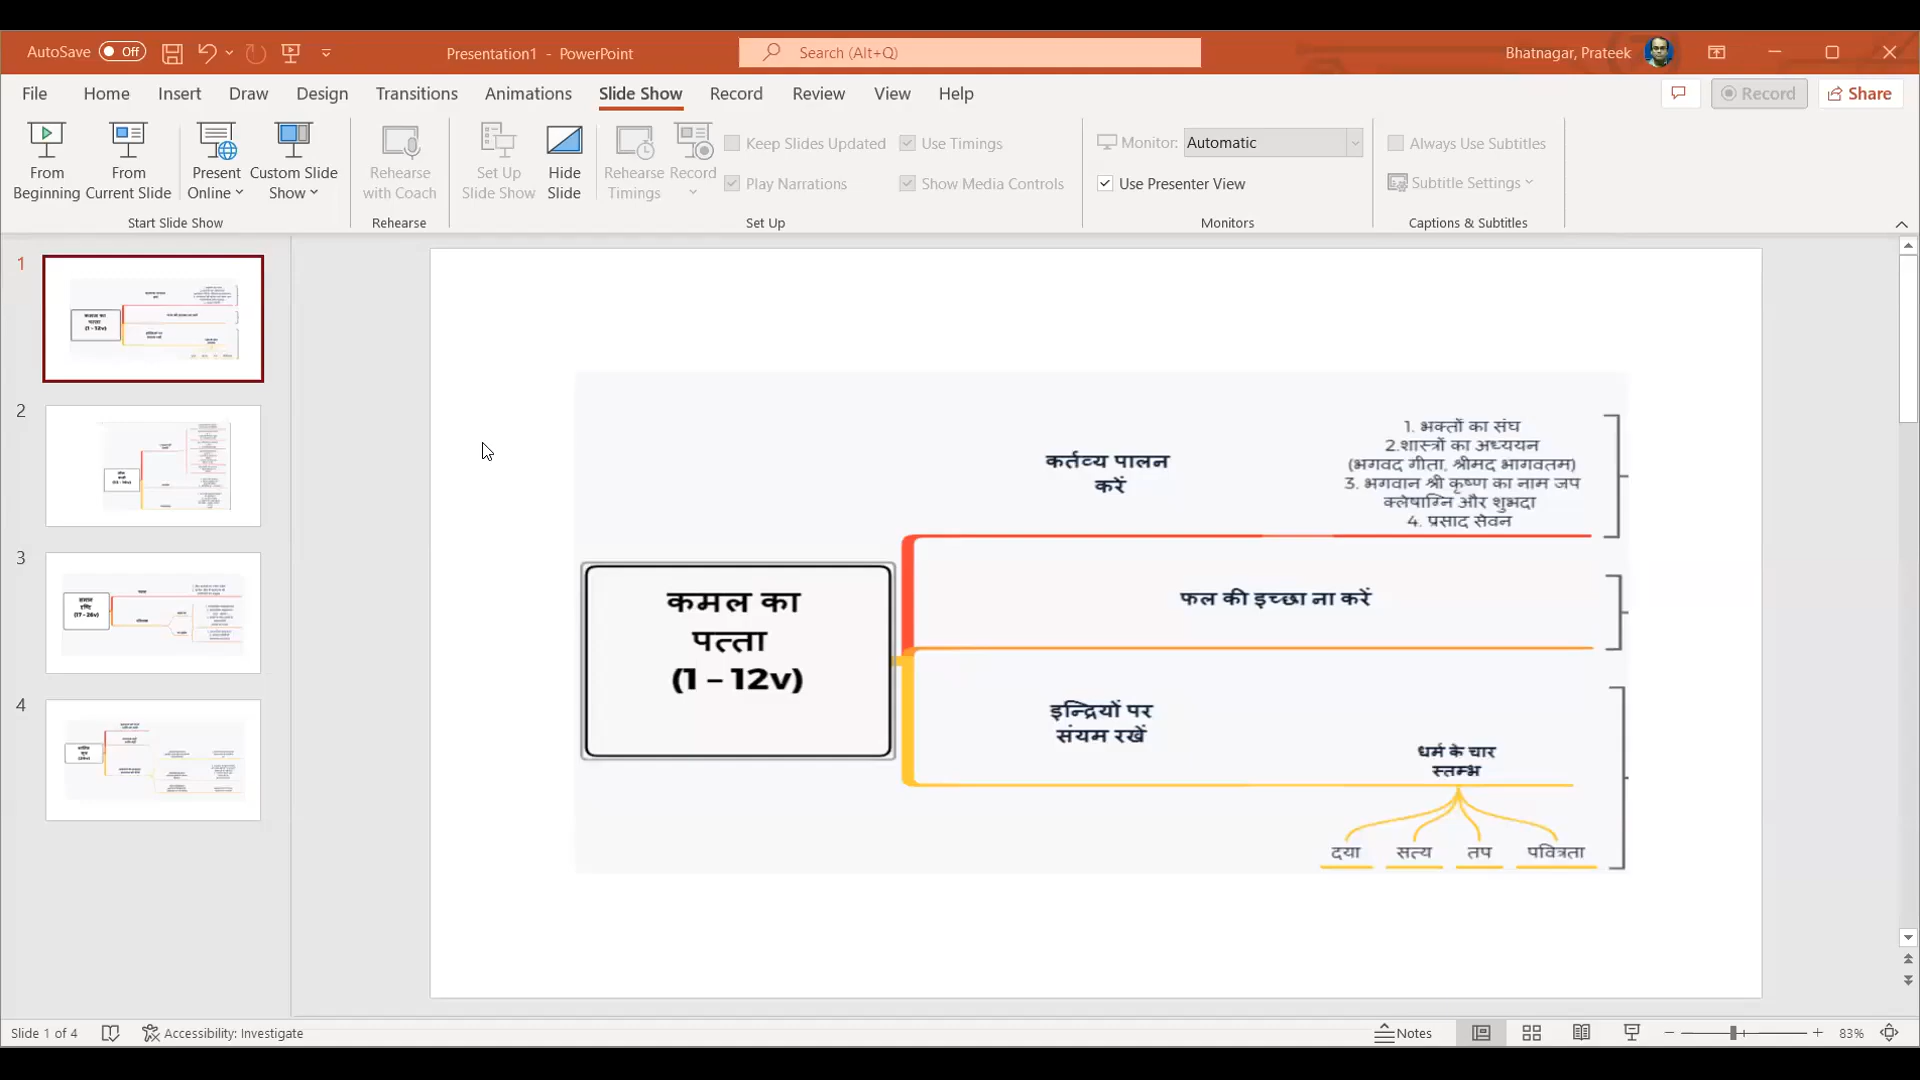 AutoSave Off
Presentation1 - PowerPoint
Search (Alt+Q)
Bhatnagar, Prateek
File Home Insert Draw Design Transitions Animations Slide Show Record Review View Help
Record Share
From Beginning
From Current Slide
Present Online
Custom Slide Show
Start Slide Show
Rehearse with Coach
Rehearse
Set Up Slide Show
Hide Slide
Rehearse Timings
Record
Keep Slides Updated
Play Narrations
Use Timings
Show Media Controls
Set Up
Monitor: Automatic
Use Presenter View
Monitors
Always Use Subtitles
Subtitle Settings
Captions & Subtitles
1
2
3
4
कमल का
पत्ता
(1 – 12v)
कर्तव्य पालन
करें
1. भक्तों का संघ
2.शास्त्रों का अध्ययन
(भगवद गीता, श्रीमद भागवतम)
3. भगवान श्री कृष्ण का नाम जप
क्लेषाग्नि और शुभदा
4. प्रसाद सेवन
फल की इच्छा ना करें
इन्द्रियों पर
संयम रखें
धर्म के चार
स्तम्भ
दया सत्य तप पवित्रता
Slide 1 of 4
Accessibility: Investigate
Notes
83%